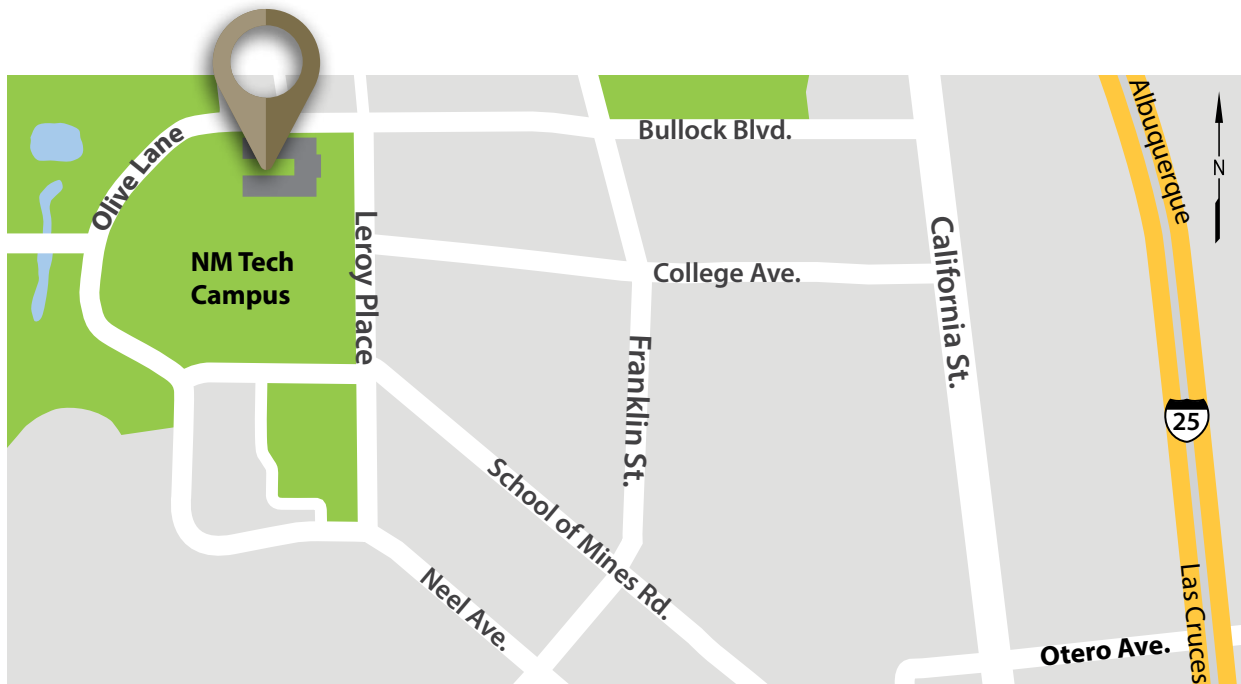 Albuquerque
Bullock Blvd.
Olive Lane
N
Leroy Place
California St.
NM Tech
Campus
College Ave.
Franklin St.
25
School of Mines Rd.
Neel Ave.
Las Cruces
Otero Ave.